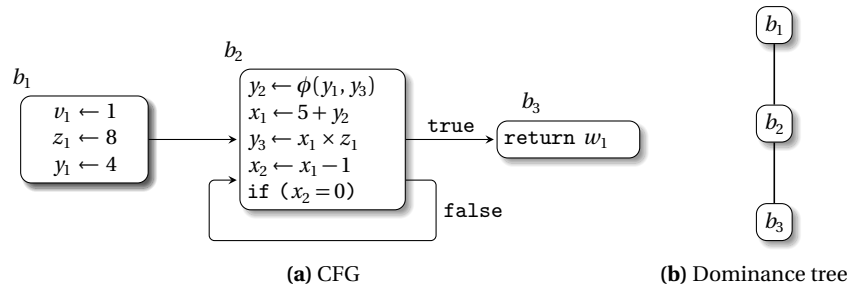 b₁
v₁ ← 1
z₁ ← 8
y₁ ← 4
b₂
y₂ ← ϕ(y₁, y₃)
x₁ ← 5 + y₂
y₃ ← x₁ × z₁
x₂ ← x₁ − 1
if (x₂ = 0)
true
false
b₃
return w₁
(a) CFG
b₁
b₂
b₃
(b) Dominance tree